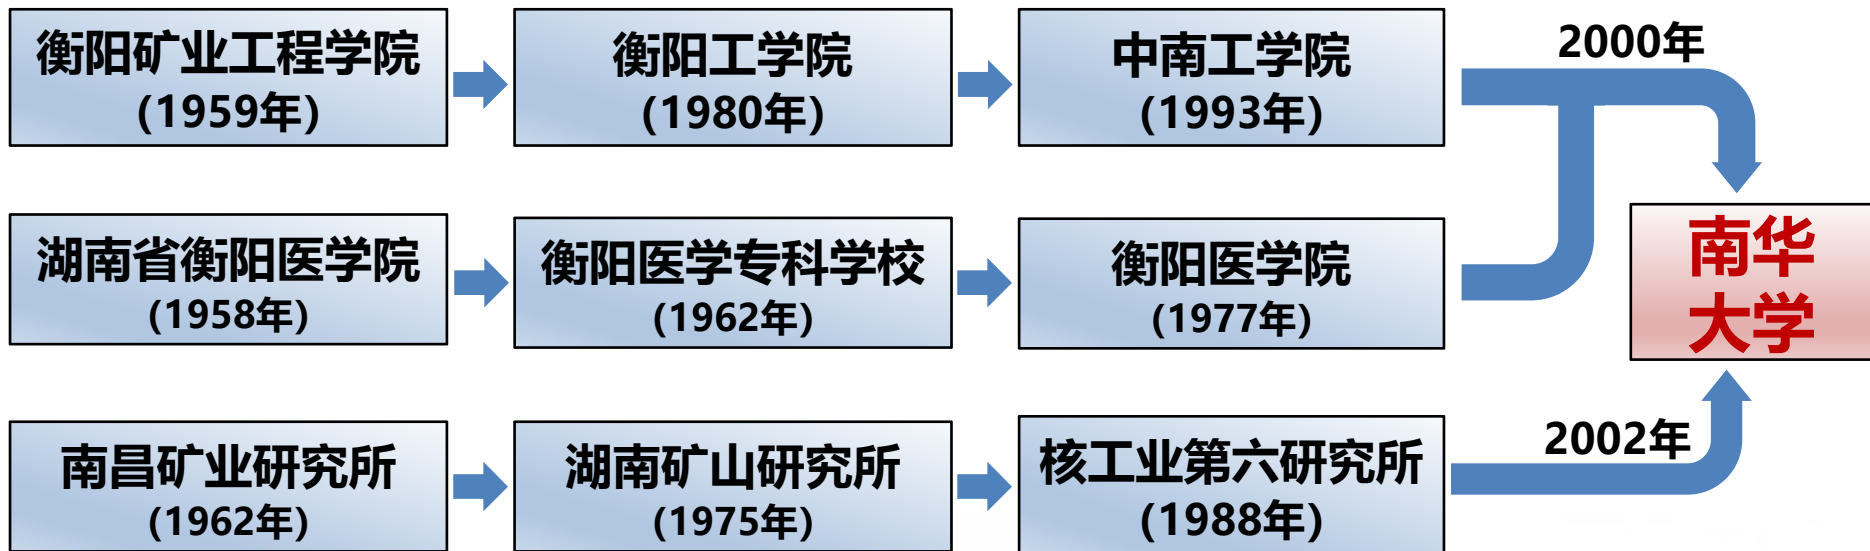 衡阳矿业工程学院
(1959年)
衡阳工学院
(1980年)
中南工学院
(1993年)
2000年
湖南省衡阳医学院
(1958年)
衡阳医学专科学校
(1962年)
衡阳医学院
(1977年)
南华
大学
南昌矿业研究所
(1962年)
湖南矿山研究所
(1975年)
核工业第六研究所
(1988年)
2002年